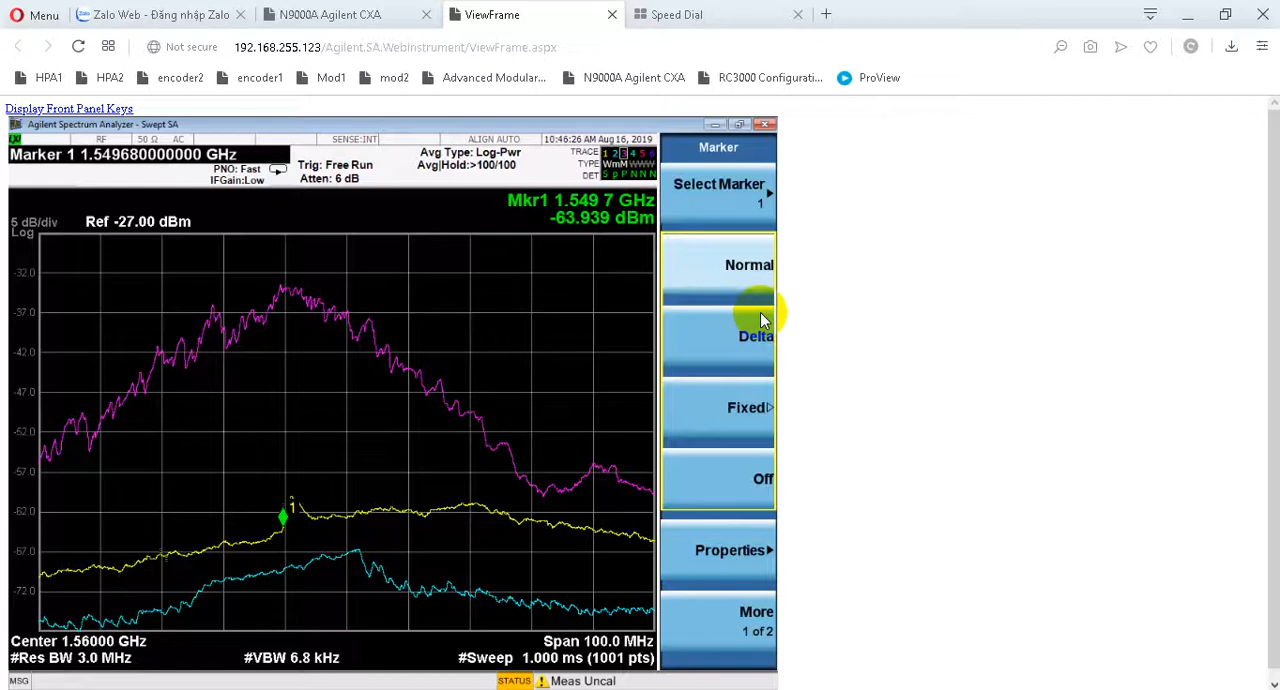 Menu
Zalo Web - Đăng nhập Zalo
N9000A Agilent CXA
ViewFrame
Speed Dial
Not secure
192.168.255.123/Agilent.SA.WebInstrument/ViewFrame.aspx
HPA1
HPA2
encoder2
encoder1
Mod1
mod2
Advanced Modular...
N9000A Agilent CXA
RC3000 Configurati...
ProView
Display Front Panel Keys
Agilent Spectrum Analyzer - Swept SA
RF
50 Ω
AC
SENSE:INT
ALIGN AUTO
10:46:26 AM Aug 16, 2019
Marker 1 1.549680000000 GHz
PNO: Fast
IFGain:Low
Trig: Free Run
Atten: 6 dB
Avg Type: Log-Pwr
Avg|Hold:>100/100
TRACE 1 2 3 4 5 6
TYPE
DET
Mkr1 1.549 7 GHz
-63.939 dBm
5 dB/div
Log
Ref -27.00 dBm
-32.0
-37.0
-42.0
-47.0
-52.0
-57.0
-62.0
-67.0
-72.0
1
Center 1.56000 GHz
Span 100.0 MHz
#Res BW 3.0 MHz
#VBW 6.8 kHz
#Sweep 1.000 ms (1001 pts)
MSG
STATUS
Meas Uncal
Marker
Select Marker
1
Normal
Delta
Fixed
Off
Properties
More
1 of 2